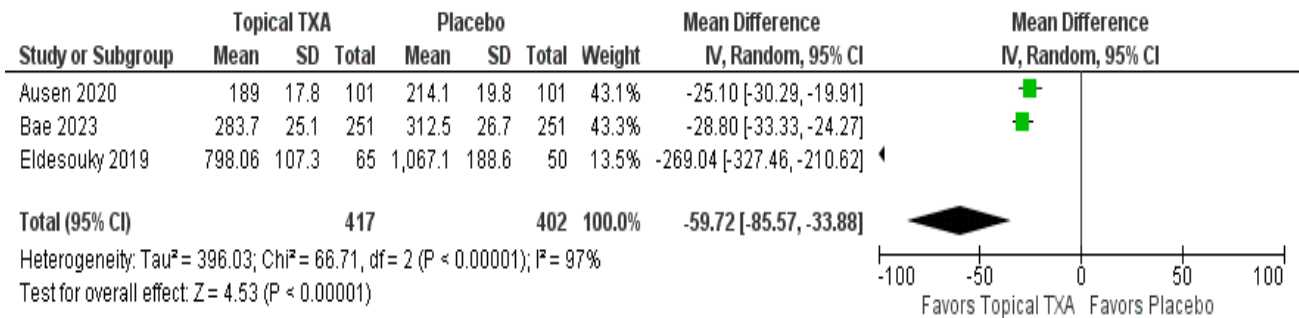 Topical TXA Placebo Mean Difference Mean Difference
Study or Subgroup Mean SD Total Mean SD Total Weight IV, Random, 95% CI IV, Random, 95% CI
Ausen 2020 189 17.8 101 214.1 19.8 101 43.1% -25.10 [-30.29, -19.91]
Bae 2023 283.7 25.1 251 312.5 26.7 251 43.3% -28.80 [-33.33, -24.27]
Eldesouky 2019 798.06 107.3 65 1,067.1 188.6 50 13.5% -269.04 [-327.46, -210.62]
Total (95% CI) 417 402 100.0% -59.72 [-85.57, -33.88]
Heterogeneity: Tau² = 396.03; Chi² = 66.71, df = 2 (P < 0.00001); I² = 97%
Test for overall effect: Z = 4.53 (P < 0.00001)
-100 -50 0 50 100
Favors Topical TXA Favors Placebo